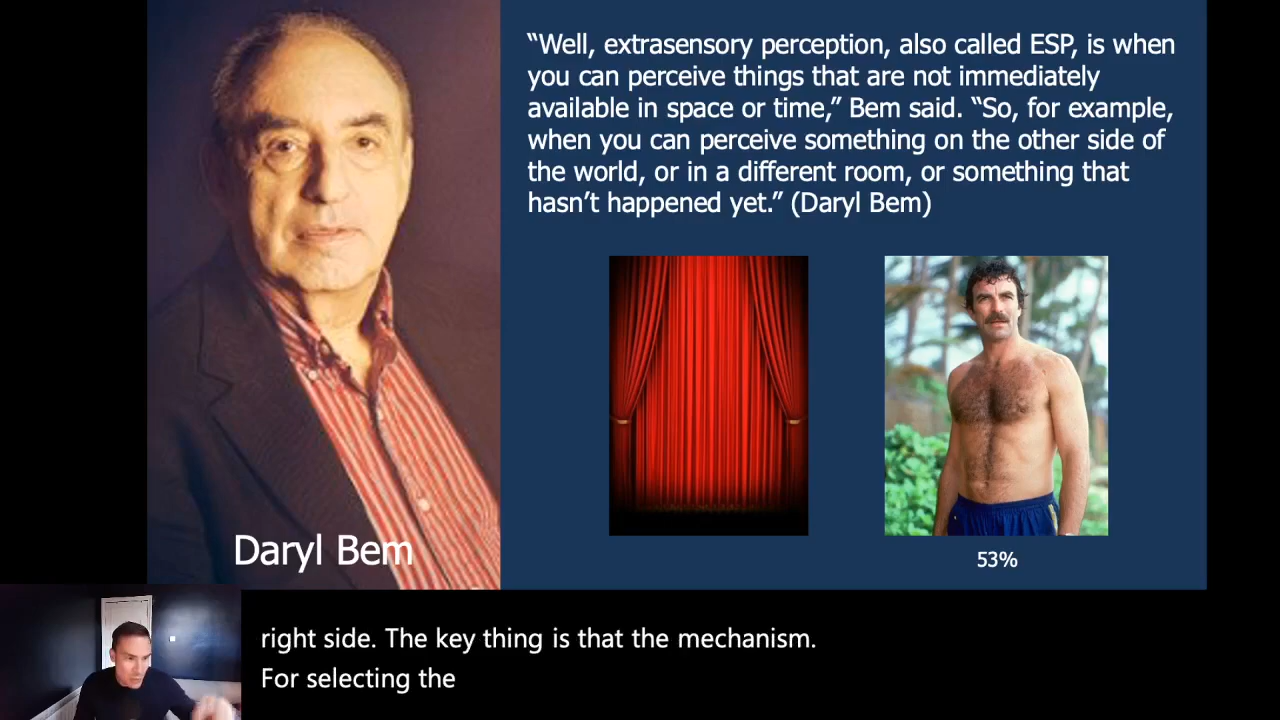 “Well, extrasensory perception, also called ESP, is when
you can perceive things that are not immediately
available in space or time,” Bem said. “So, for example,
when you can perceive something on the other side of
the world, or in a different room, or something that
hasn’t happened yet.” (Daryl Bem)
Daryl Bem
53%
right side. The key thing is that the mechanism.
For selecting the